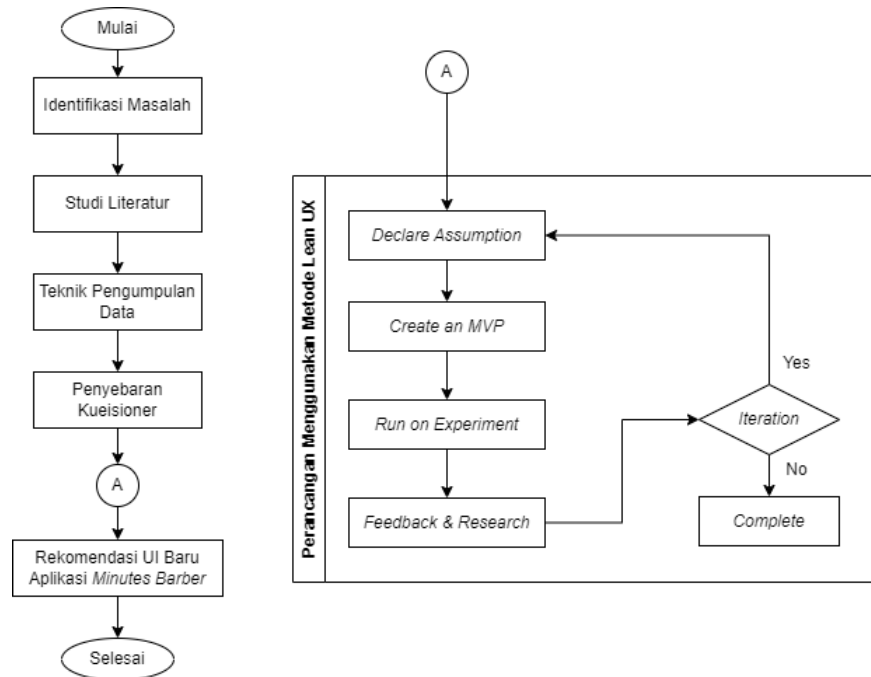 Mulai
Identifikasi Masalah
Studi Literatur
Teknik Pengumpulan
Data
Penyebaran
Kueisioner
A
Rekomendasi UI Baru
Aplikasi Minutes Barber
Selesai
A
Perancangan Menggunakan Metode Lean UX
Declare Assumption
Create an MVP
Run on Experiment
Feedback & Research
Yes
Iteration
No
Complete